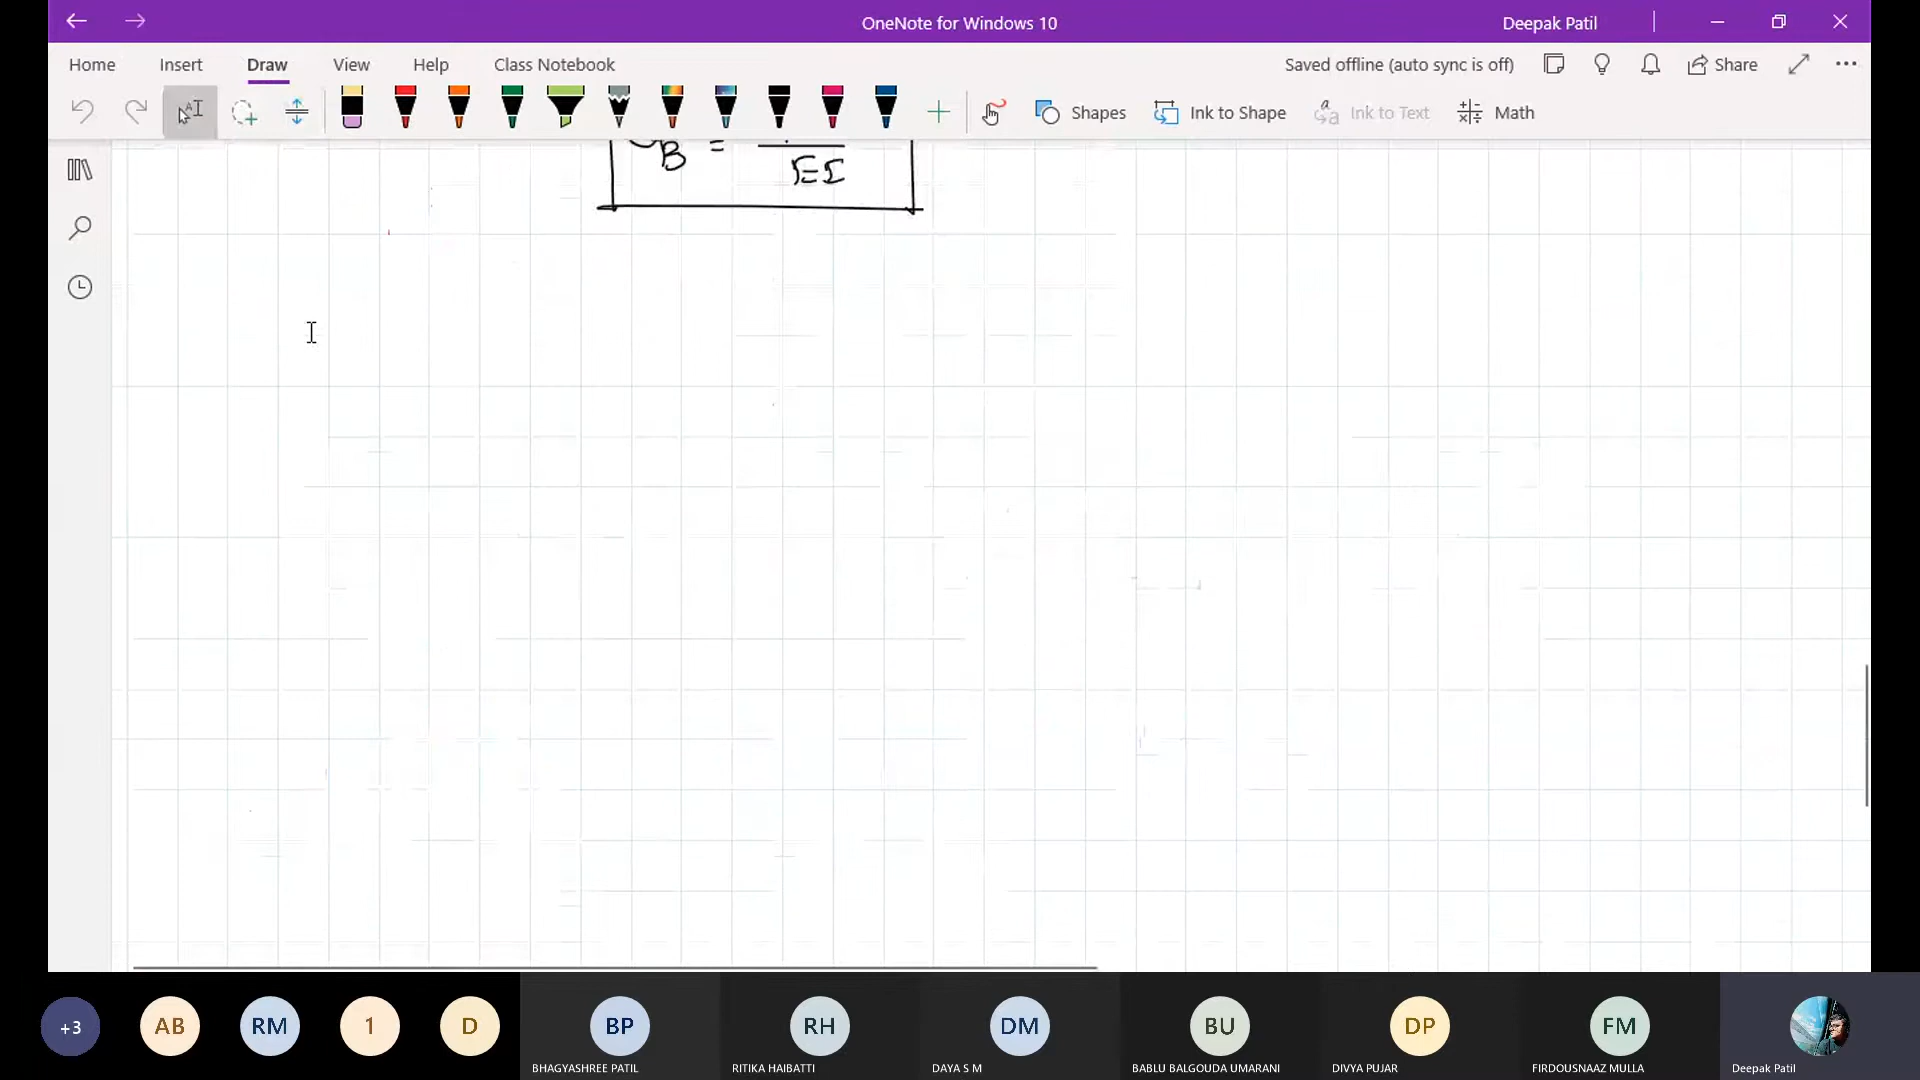 OneNote for Windows 10
Deepak Patil
Home Insert Draw View Help Class Notebook
Saved offline (auto sync is off)
Share
Shapes
Ink to Shape
Ink to Text
Math
B =
EI
+3 AB RM 1 D BP RH DM BU DP FM
BHAGYASHREE PATIL RITIKA HAIBATTI DAYA S M BABLU BALGOUDA UMARANI DIVYA PUJAR FIRDOUSNAAZ MULLA Deepak Patil